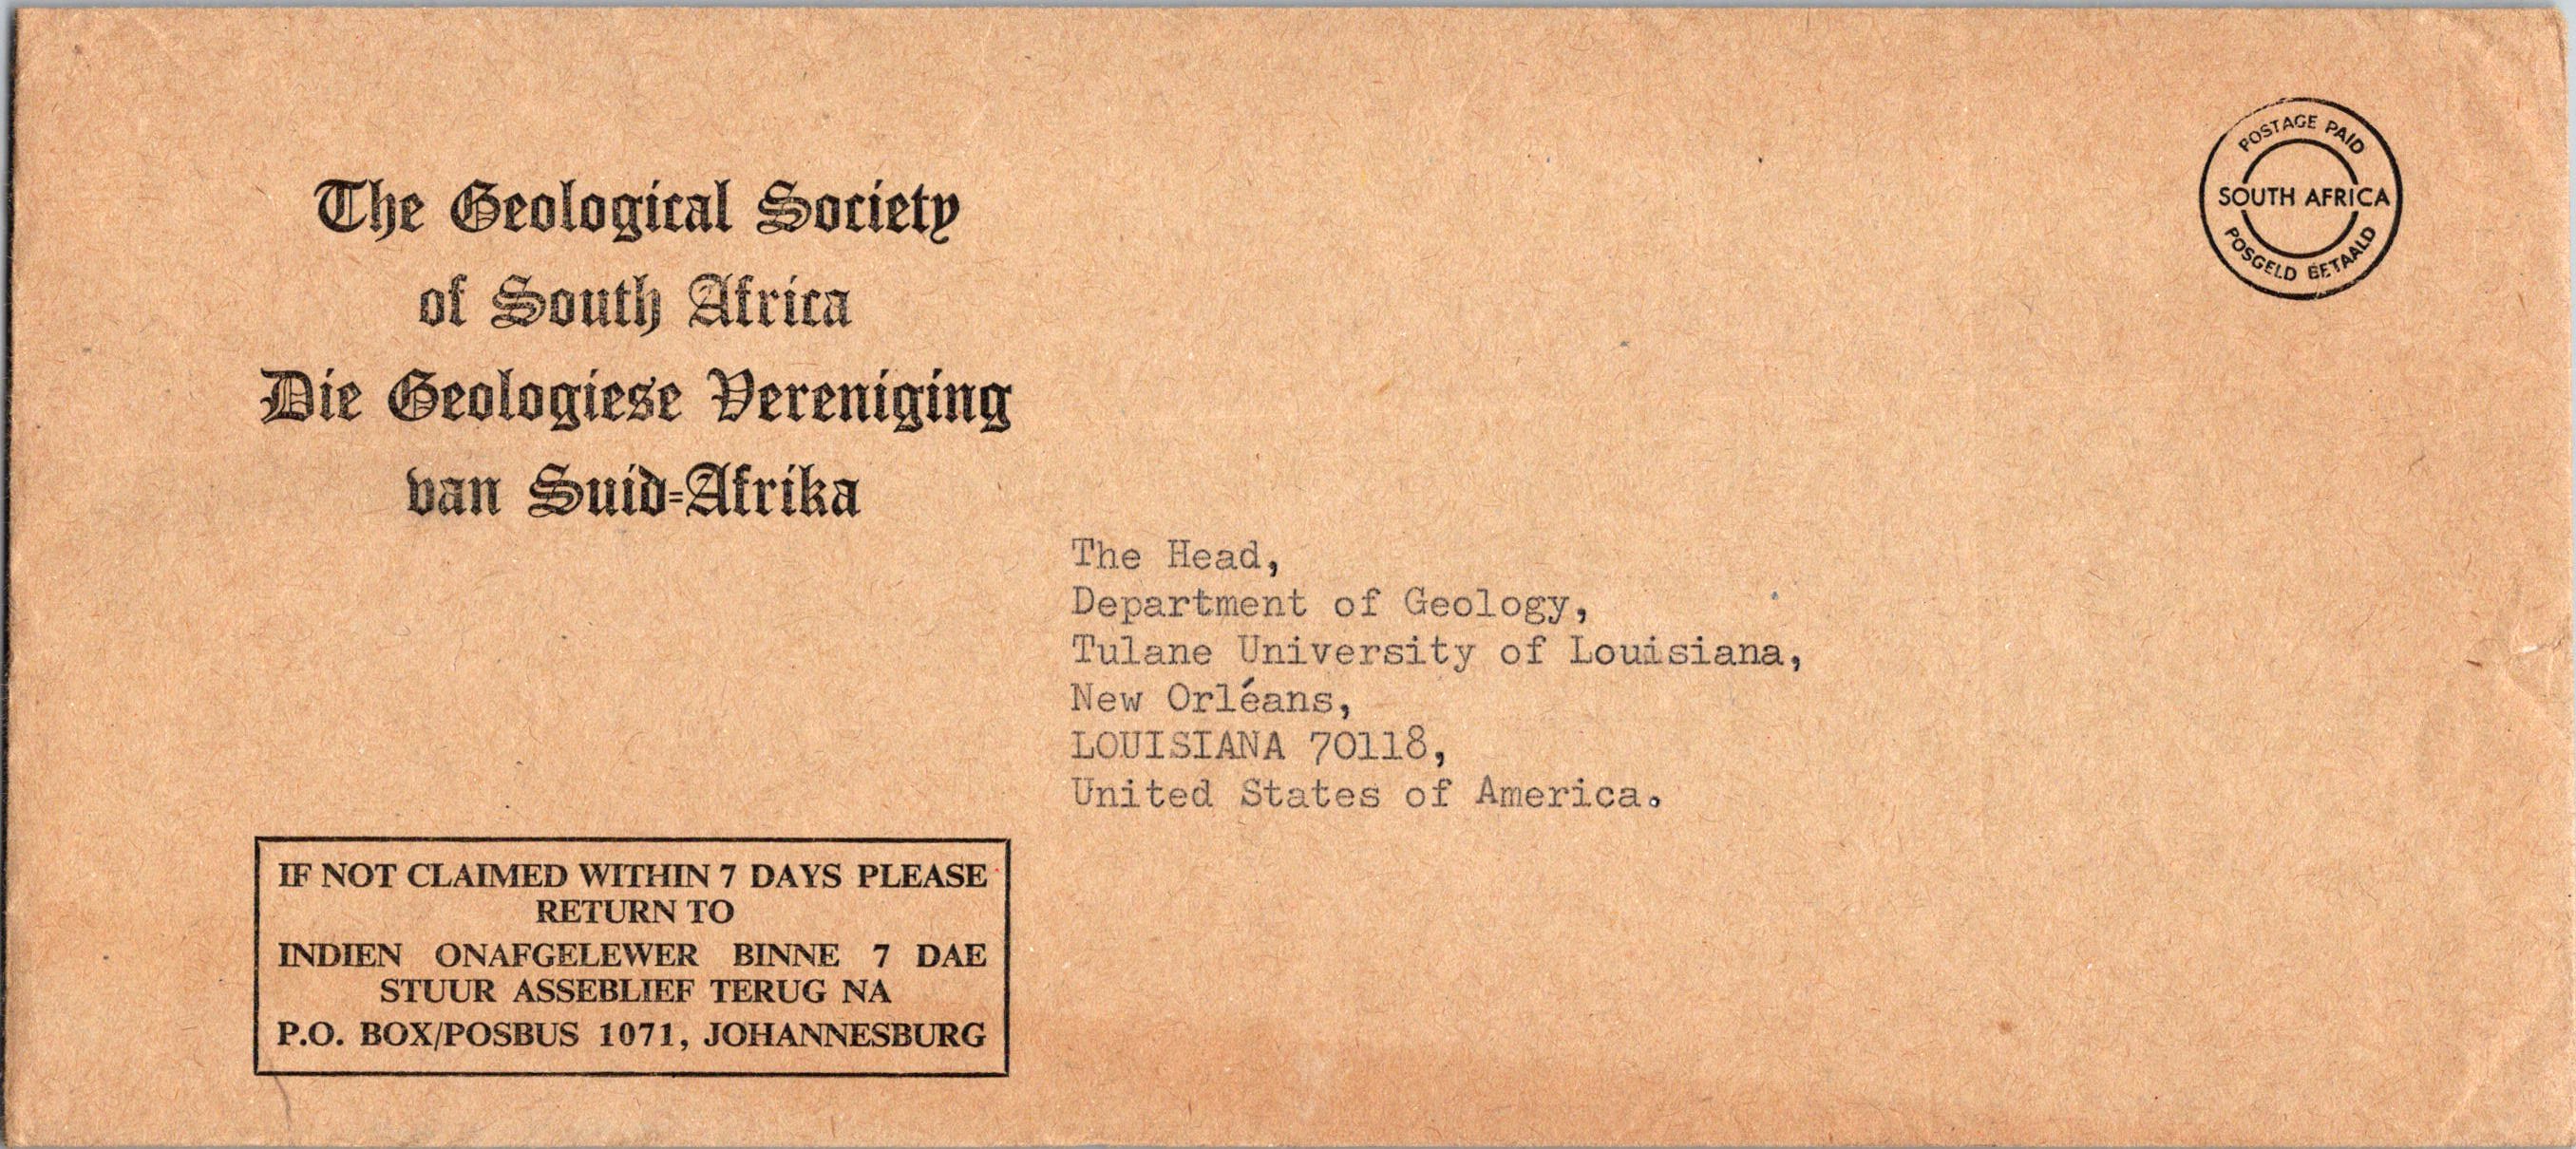 The Geological Society
of South Africa
Die Geologiese Vereniging
van Suid-Afrika
POSTAGE PAID
SOUTH AFRICA
POSGELD BETAALD
The Head,
Department of Geology,
Tulane University of Louisiana,
New Orléans,
LOUISIANA 70118,
United States of America.
IF NOT CLAIMED WITHIN 7 DAYS PLEASE
RETURN TO
INDIEN ONAFGELEWER BINNE 7 DAE
STUUR ASSEBLIEF TERUG NA
P.O. BOX/POSBUS 1071, JOHANNESBURG